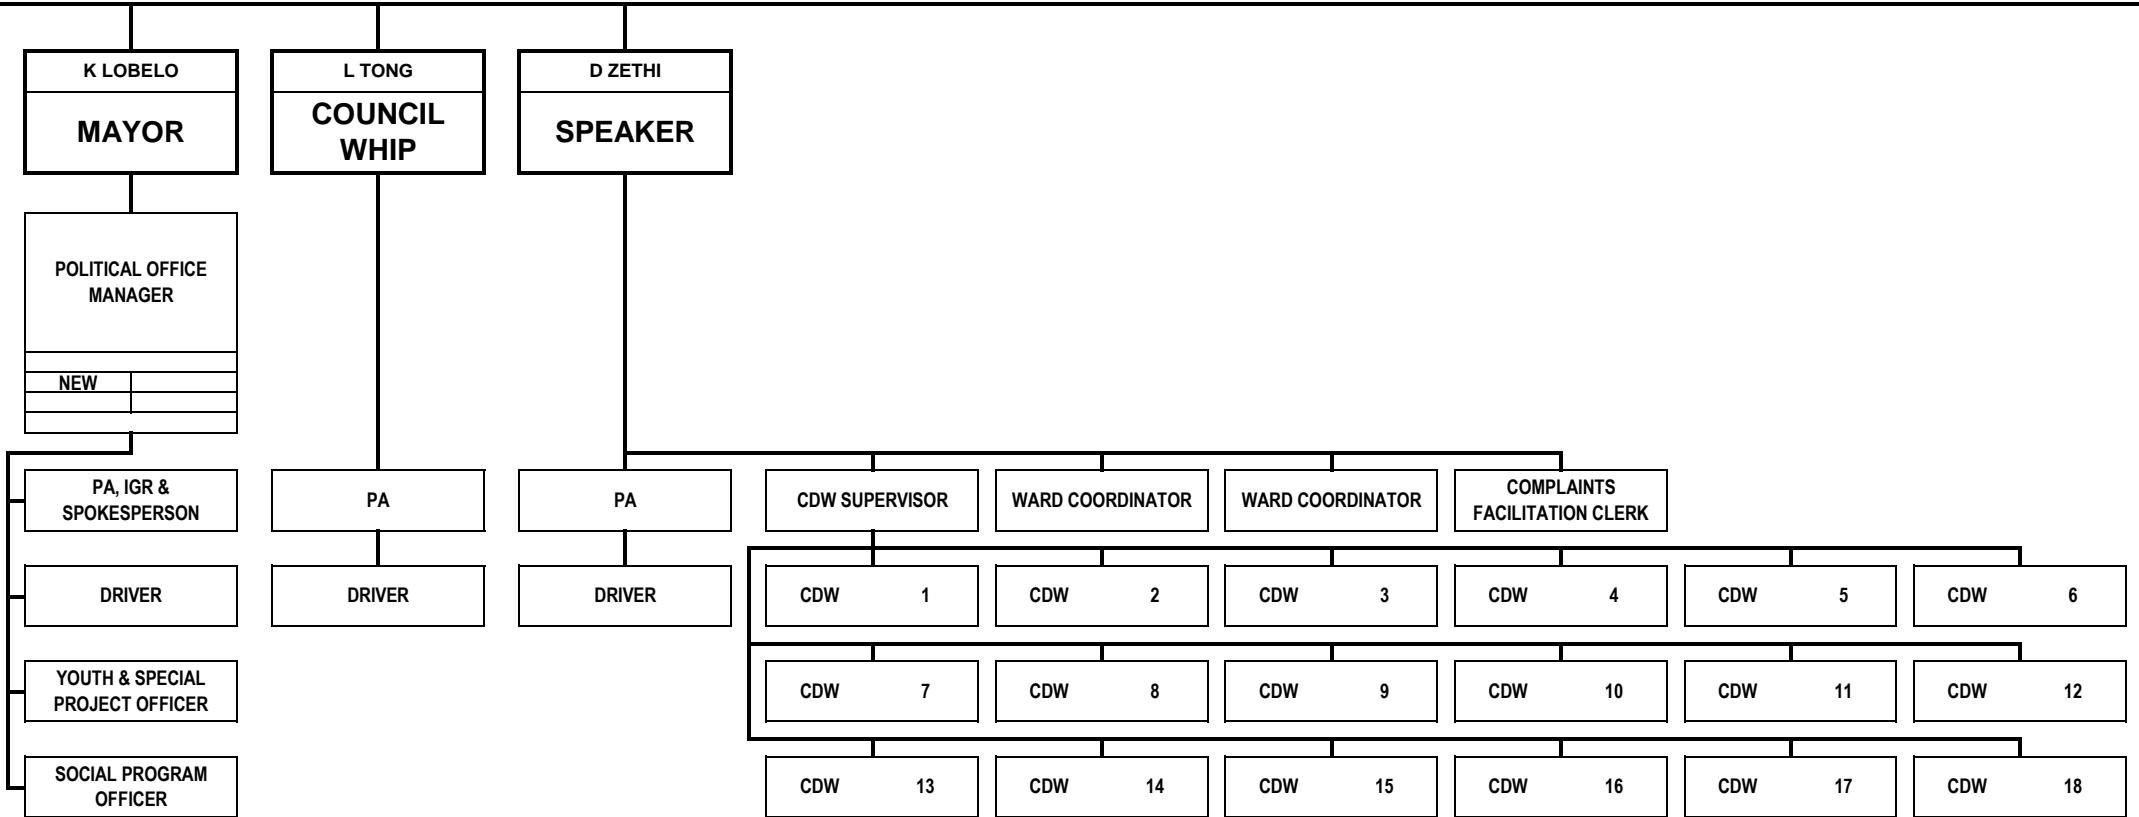 K LOBELO
L TONG
D ZETHI
MAYOR
COUNCIL
WHIP
SPEAKER
POLITICAL OFFICE
MANAGER
NEW
PA, IGR &
SPOKESPERSON
PA
PA
CDW SUPERVISOR
WARD COORDINATOR
WARD COORDINATOR
COMPLAINTS
FACILITATION CLERK
DRIVER
DRIVER
DRIVER
CDW 1
CDW 2
CDW 3
CDW 4
CDW 5
CDW 6
YOUTH & SPECIAL
PROJECT OFFICER
CDW 7
CDW 8
CDW 9
CDW 10
CDW 11
CDW 12
SOCIAL PROGRAM
OFFICER
CDW 13
CDW 14
CDW 15
CDW 16
CDW 17
CDW 18